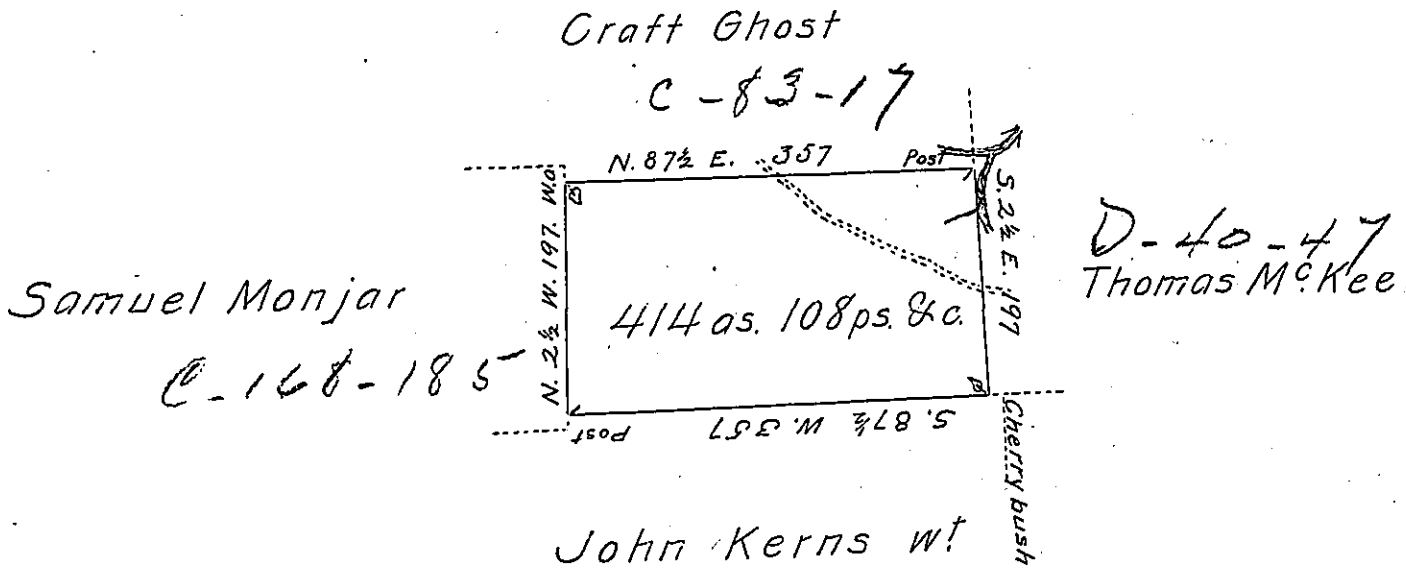 Craft Ghost
C-83-17
N. 87½ E. 357 Post
N. 2½ W. 197. W.O
S. 2½ E. 197
D-40-47
Thomas McKee
Samuel Monjar
414 as. 108 ps. &c.
C-168-185
Post S. 87½ W. 357
Cherry bush
John Kerns wt